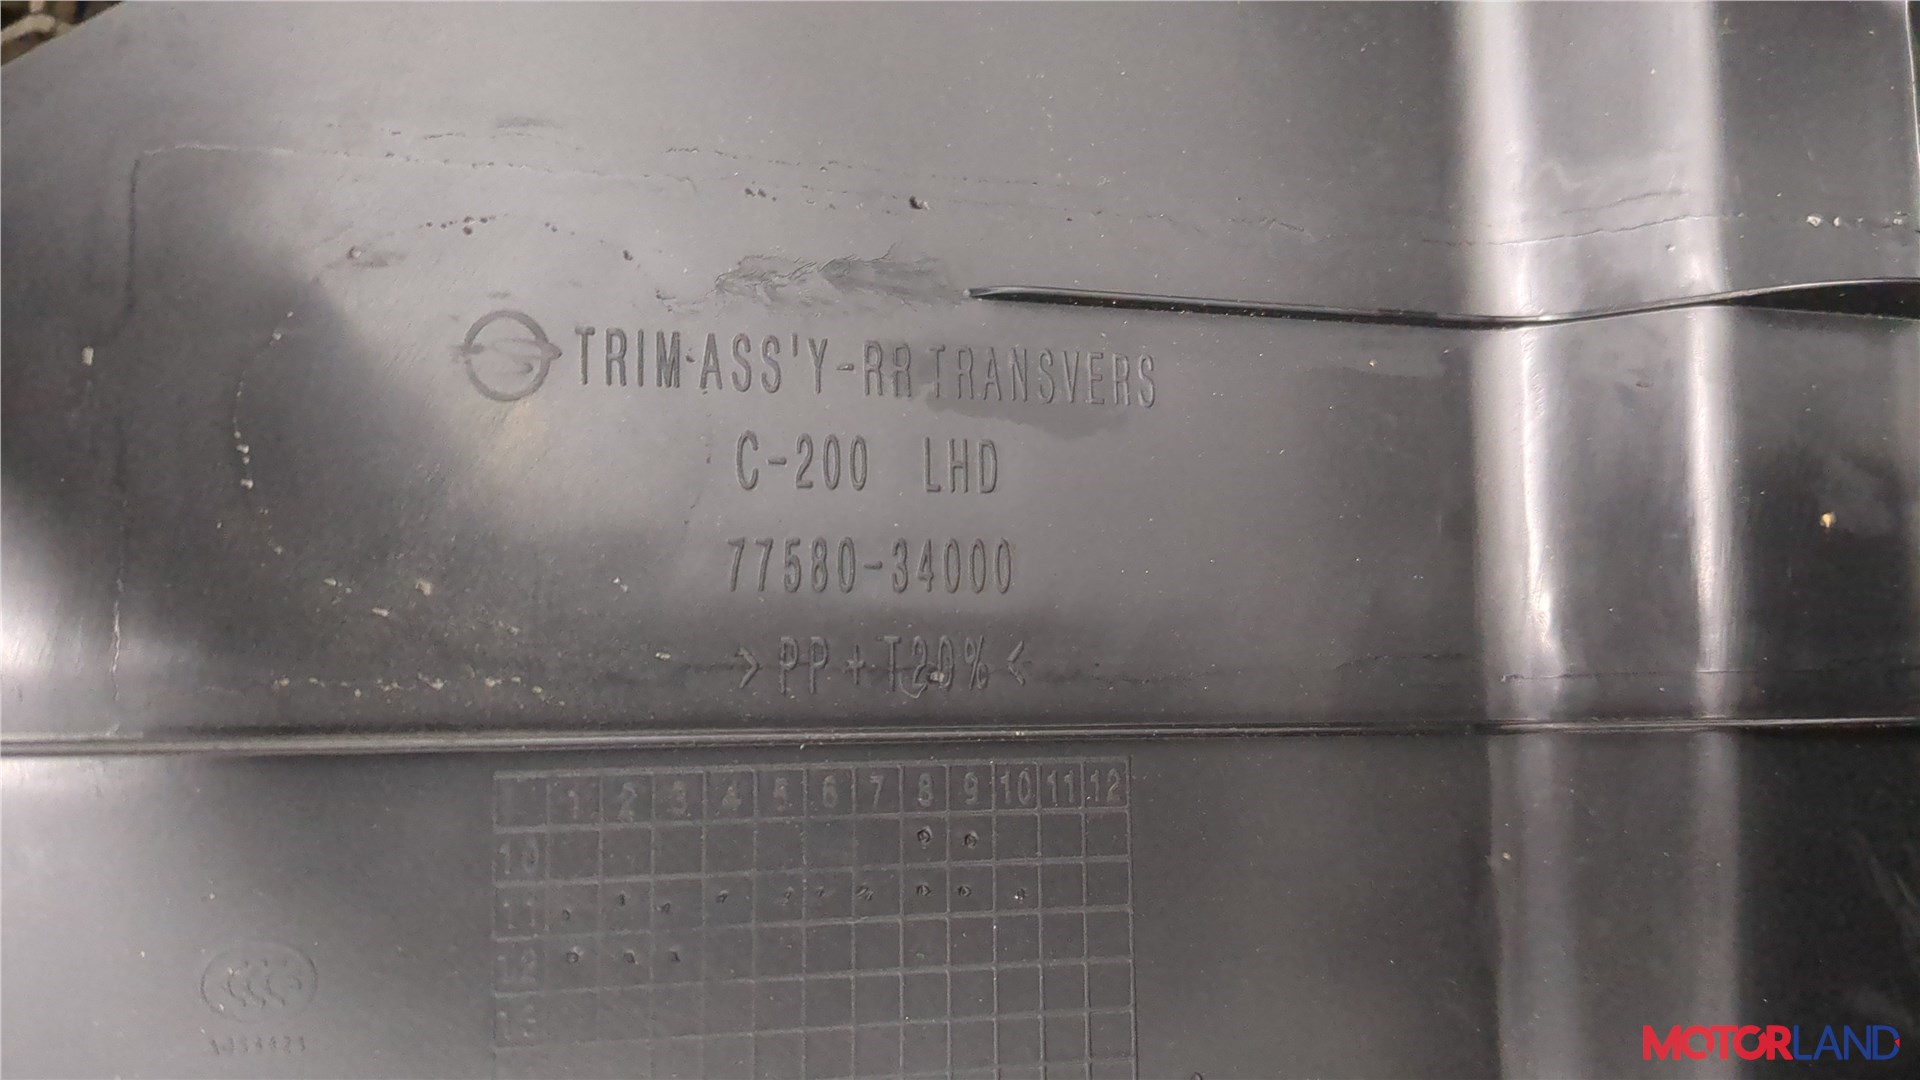 TRIM·ASS'Y-RR TRANSVERS
C-200 LHD
77580-34000
>PP+T20%<
1 2 3 4 5 6 7 8 9 10 11 12
10
11
12
13
MOTORLAND